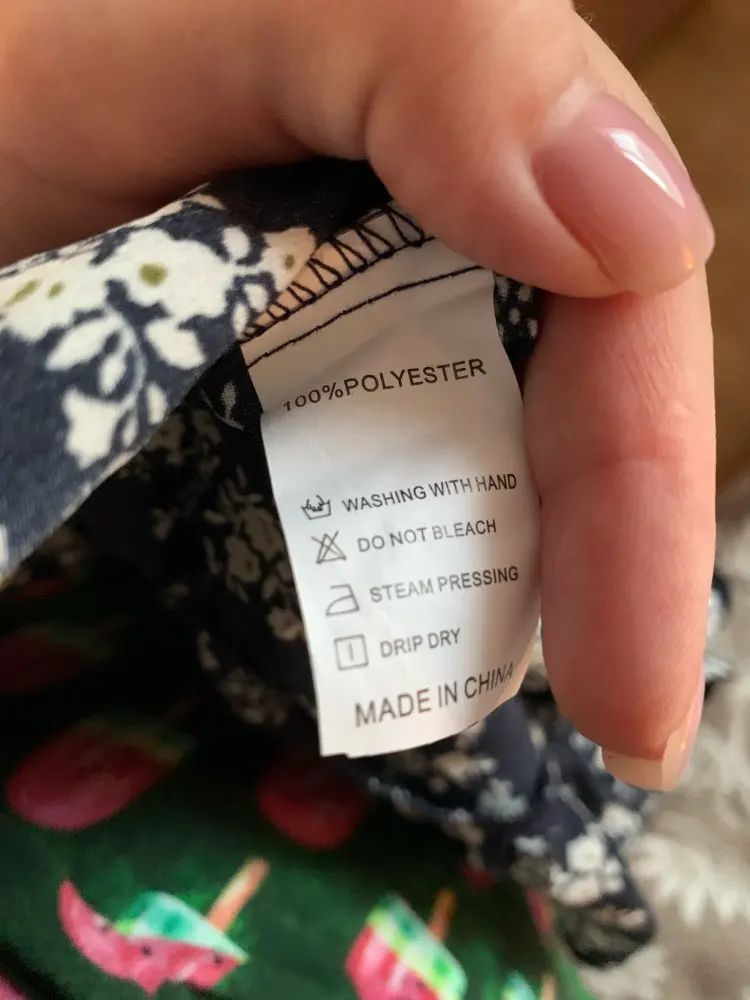 100%POLYESTER
WASHING WITH HAND
DO NOT BLEACH
STEAM PRESSING
DRIP DRY
MADE IN CHINA